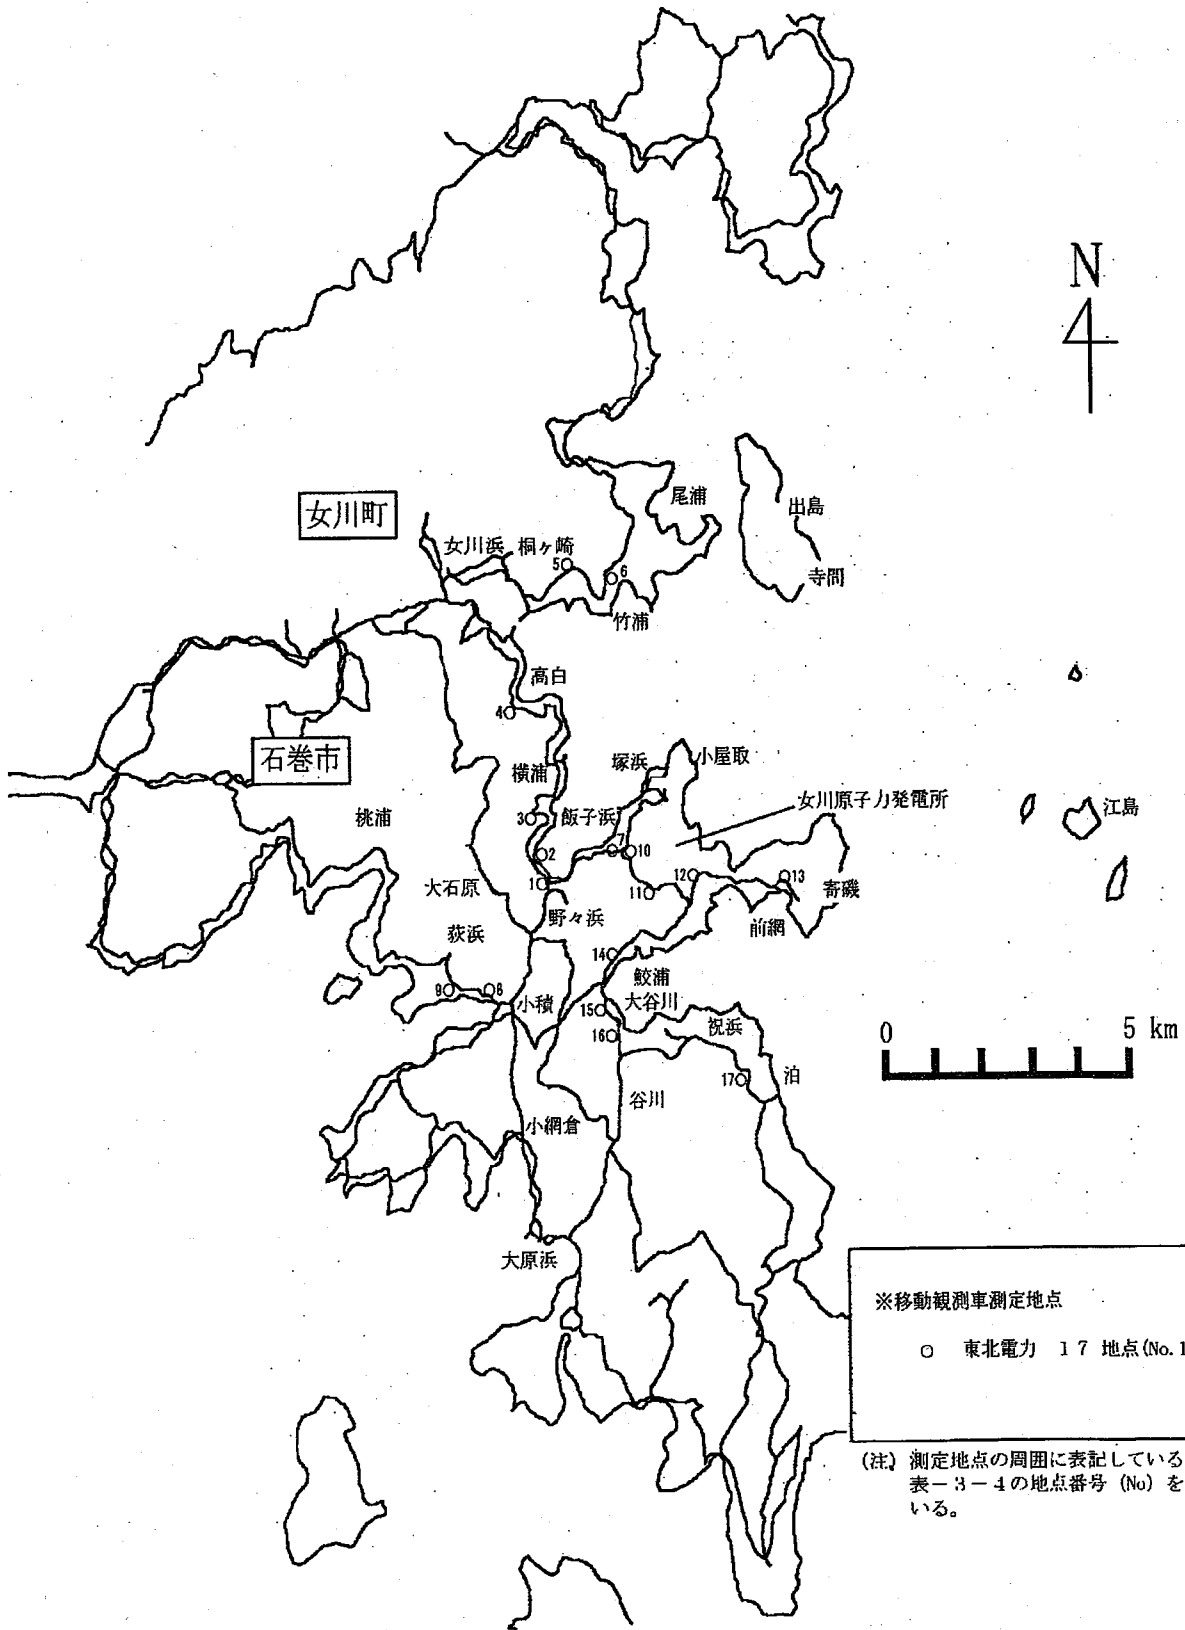 N
尾浦
出島
女川町
女川浜 桐ヶ崎
5
6
寺間
竹浦
高白
4
石巻市
横浦
塚浜
小屋取
女川原子力発電所
江島
桃浦
3
飯子浜
2
7
10
大石原
1
11
12
13
寄磯
野々浜
前網
荻浜
14
鮫浦
9
8
小積
15
大谷川
16
祝浜
0
5 km
17
泊
谷川
小網倉
大原浜
※移動観測車測定地点
○ 東北電力 17 地点(No.1
(注) 測定地点の周囲に表記している
表-3-4の地点番号 (No) を
いる。